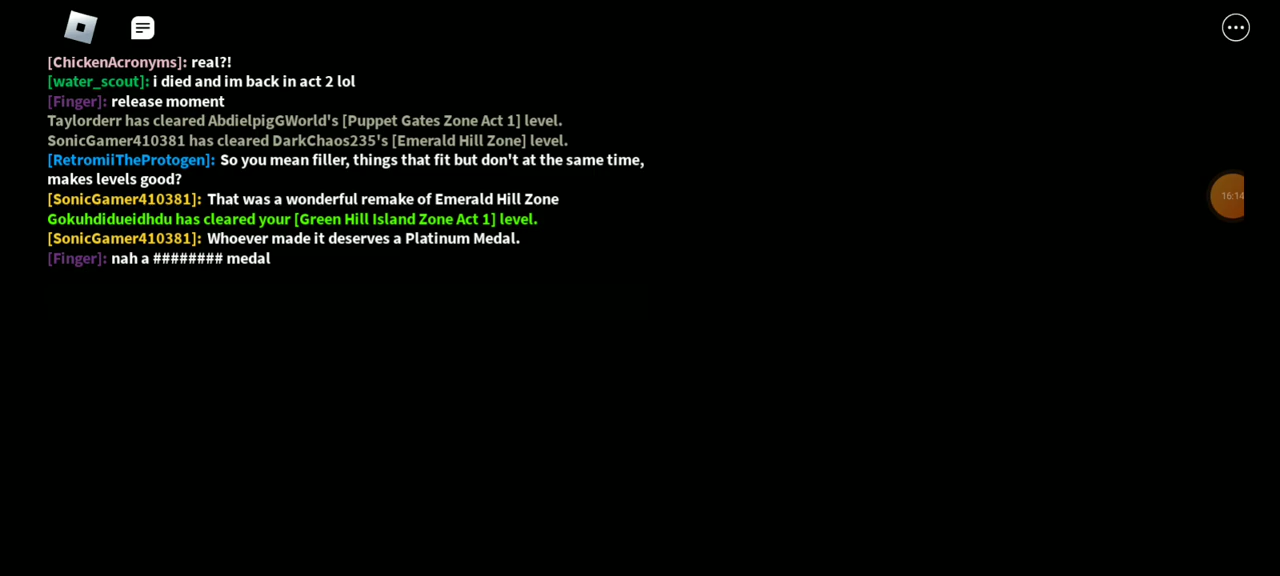 [ChickenAcronyms]: real?!
[water_scout]: i died and im back in act 2 lol
[Finger]: release moment
Taylorderr has cleared AbdielpigGWorld's [Puppet Gates Zone Act 1] level.
SonicGamer410381 has cleared DarkChaos235's [Emerald Hill Zone] level.
[RetromiiTheProtogen]: So you mean filler, things that fit but don't at the same time,
makes levels good?
[SonicGamer410381]: That was a wonderful remake of Emerald Hill Zone
Gokuhdidueidhdu has cleared your [Green Hill Island Zone Act 1] level.
[SonicGamer410381]: Whoever made it deserves a Platinum Medal.
[Finger]: nah a ######## medal
16:14